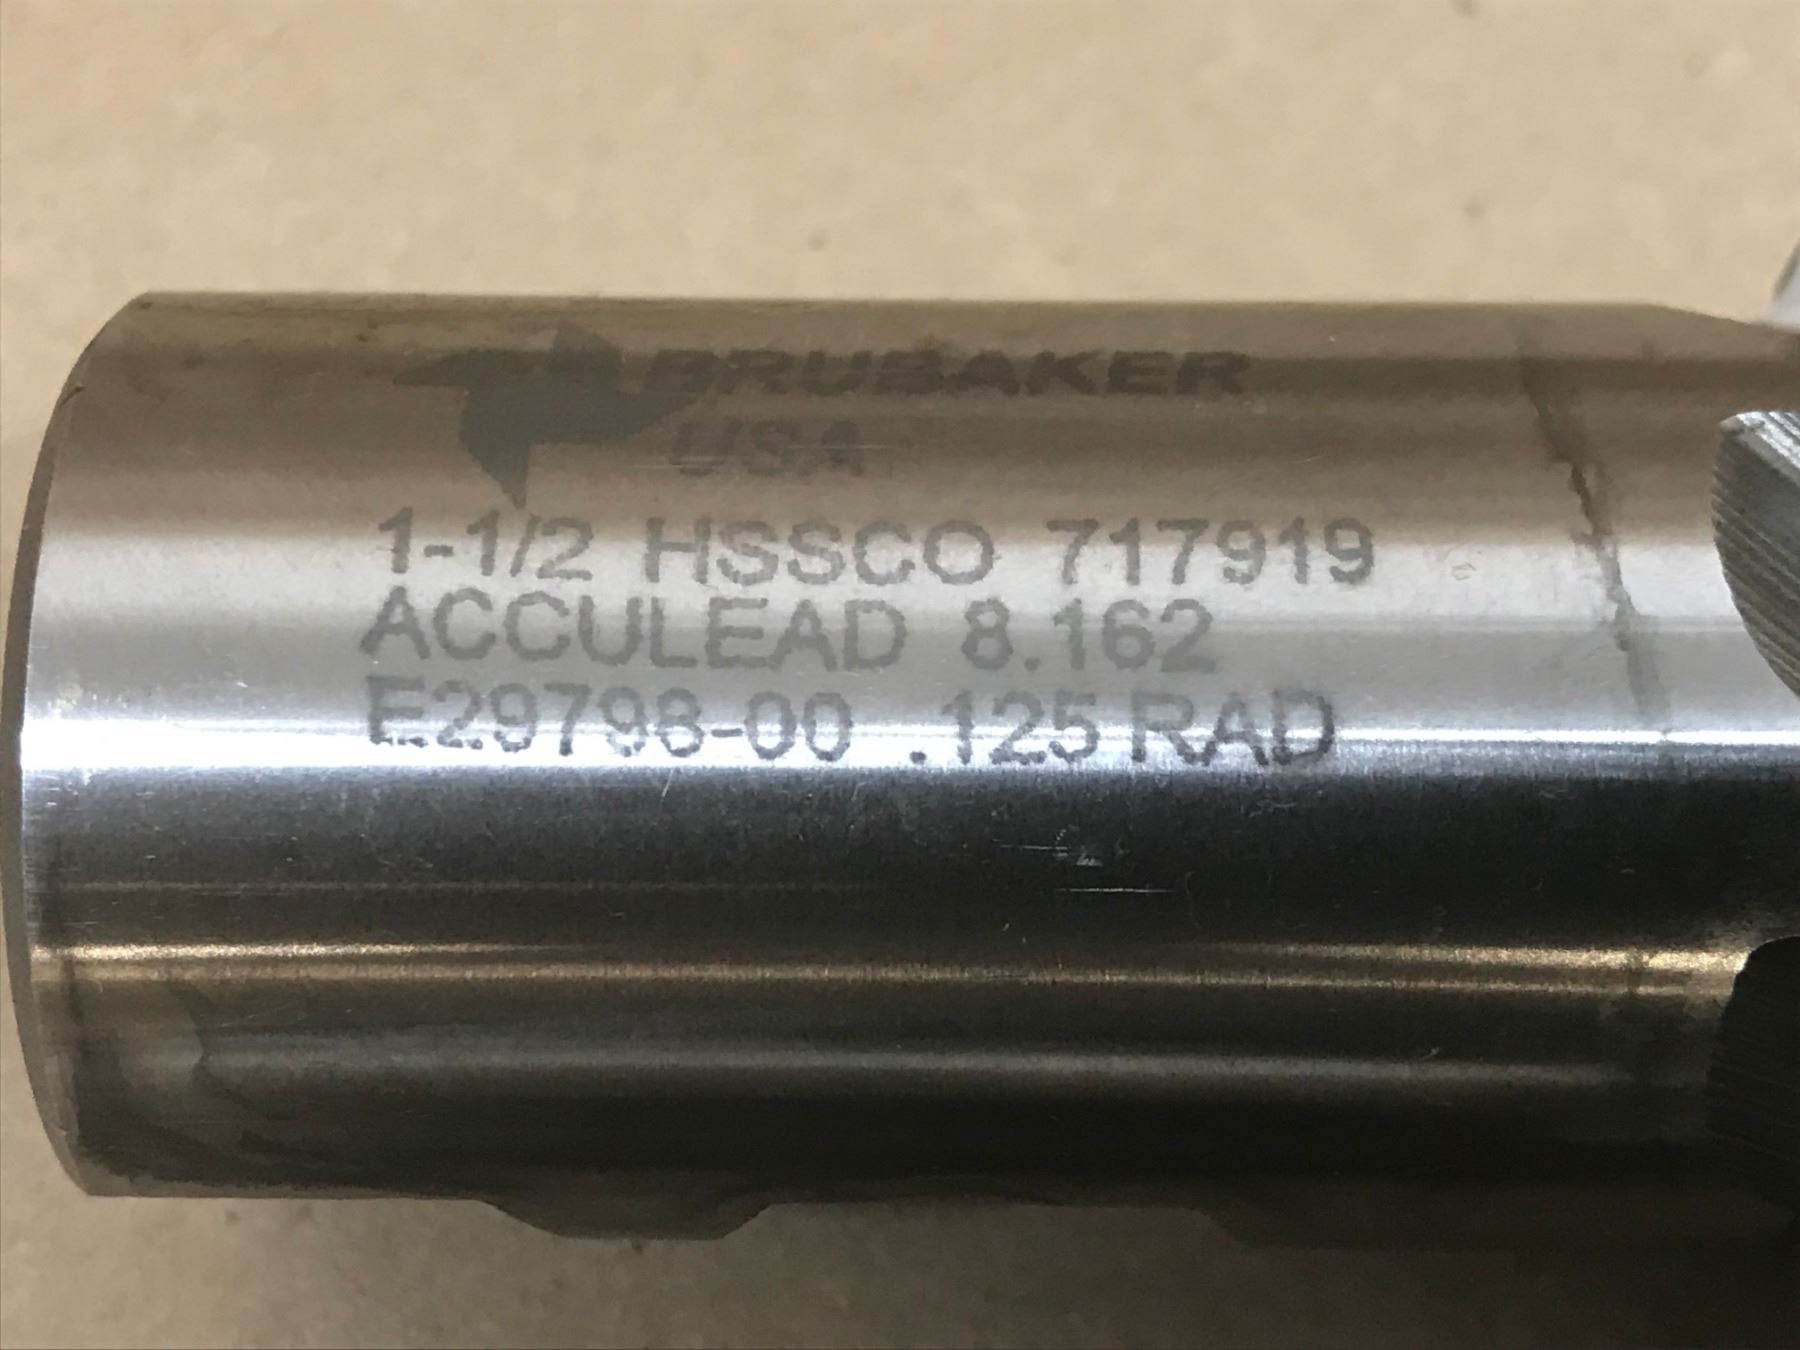 BRUBAKER
USA
1-1/2 HSSCO 717919
ACCULEAD 8.162
E29798-00 .125 RAD